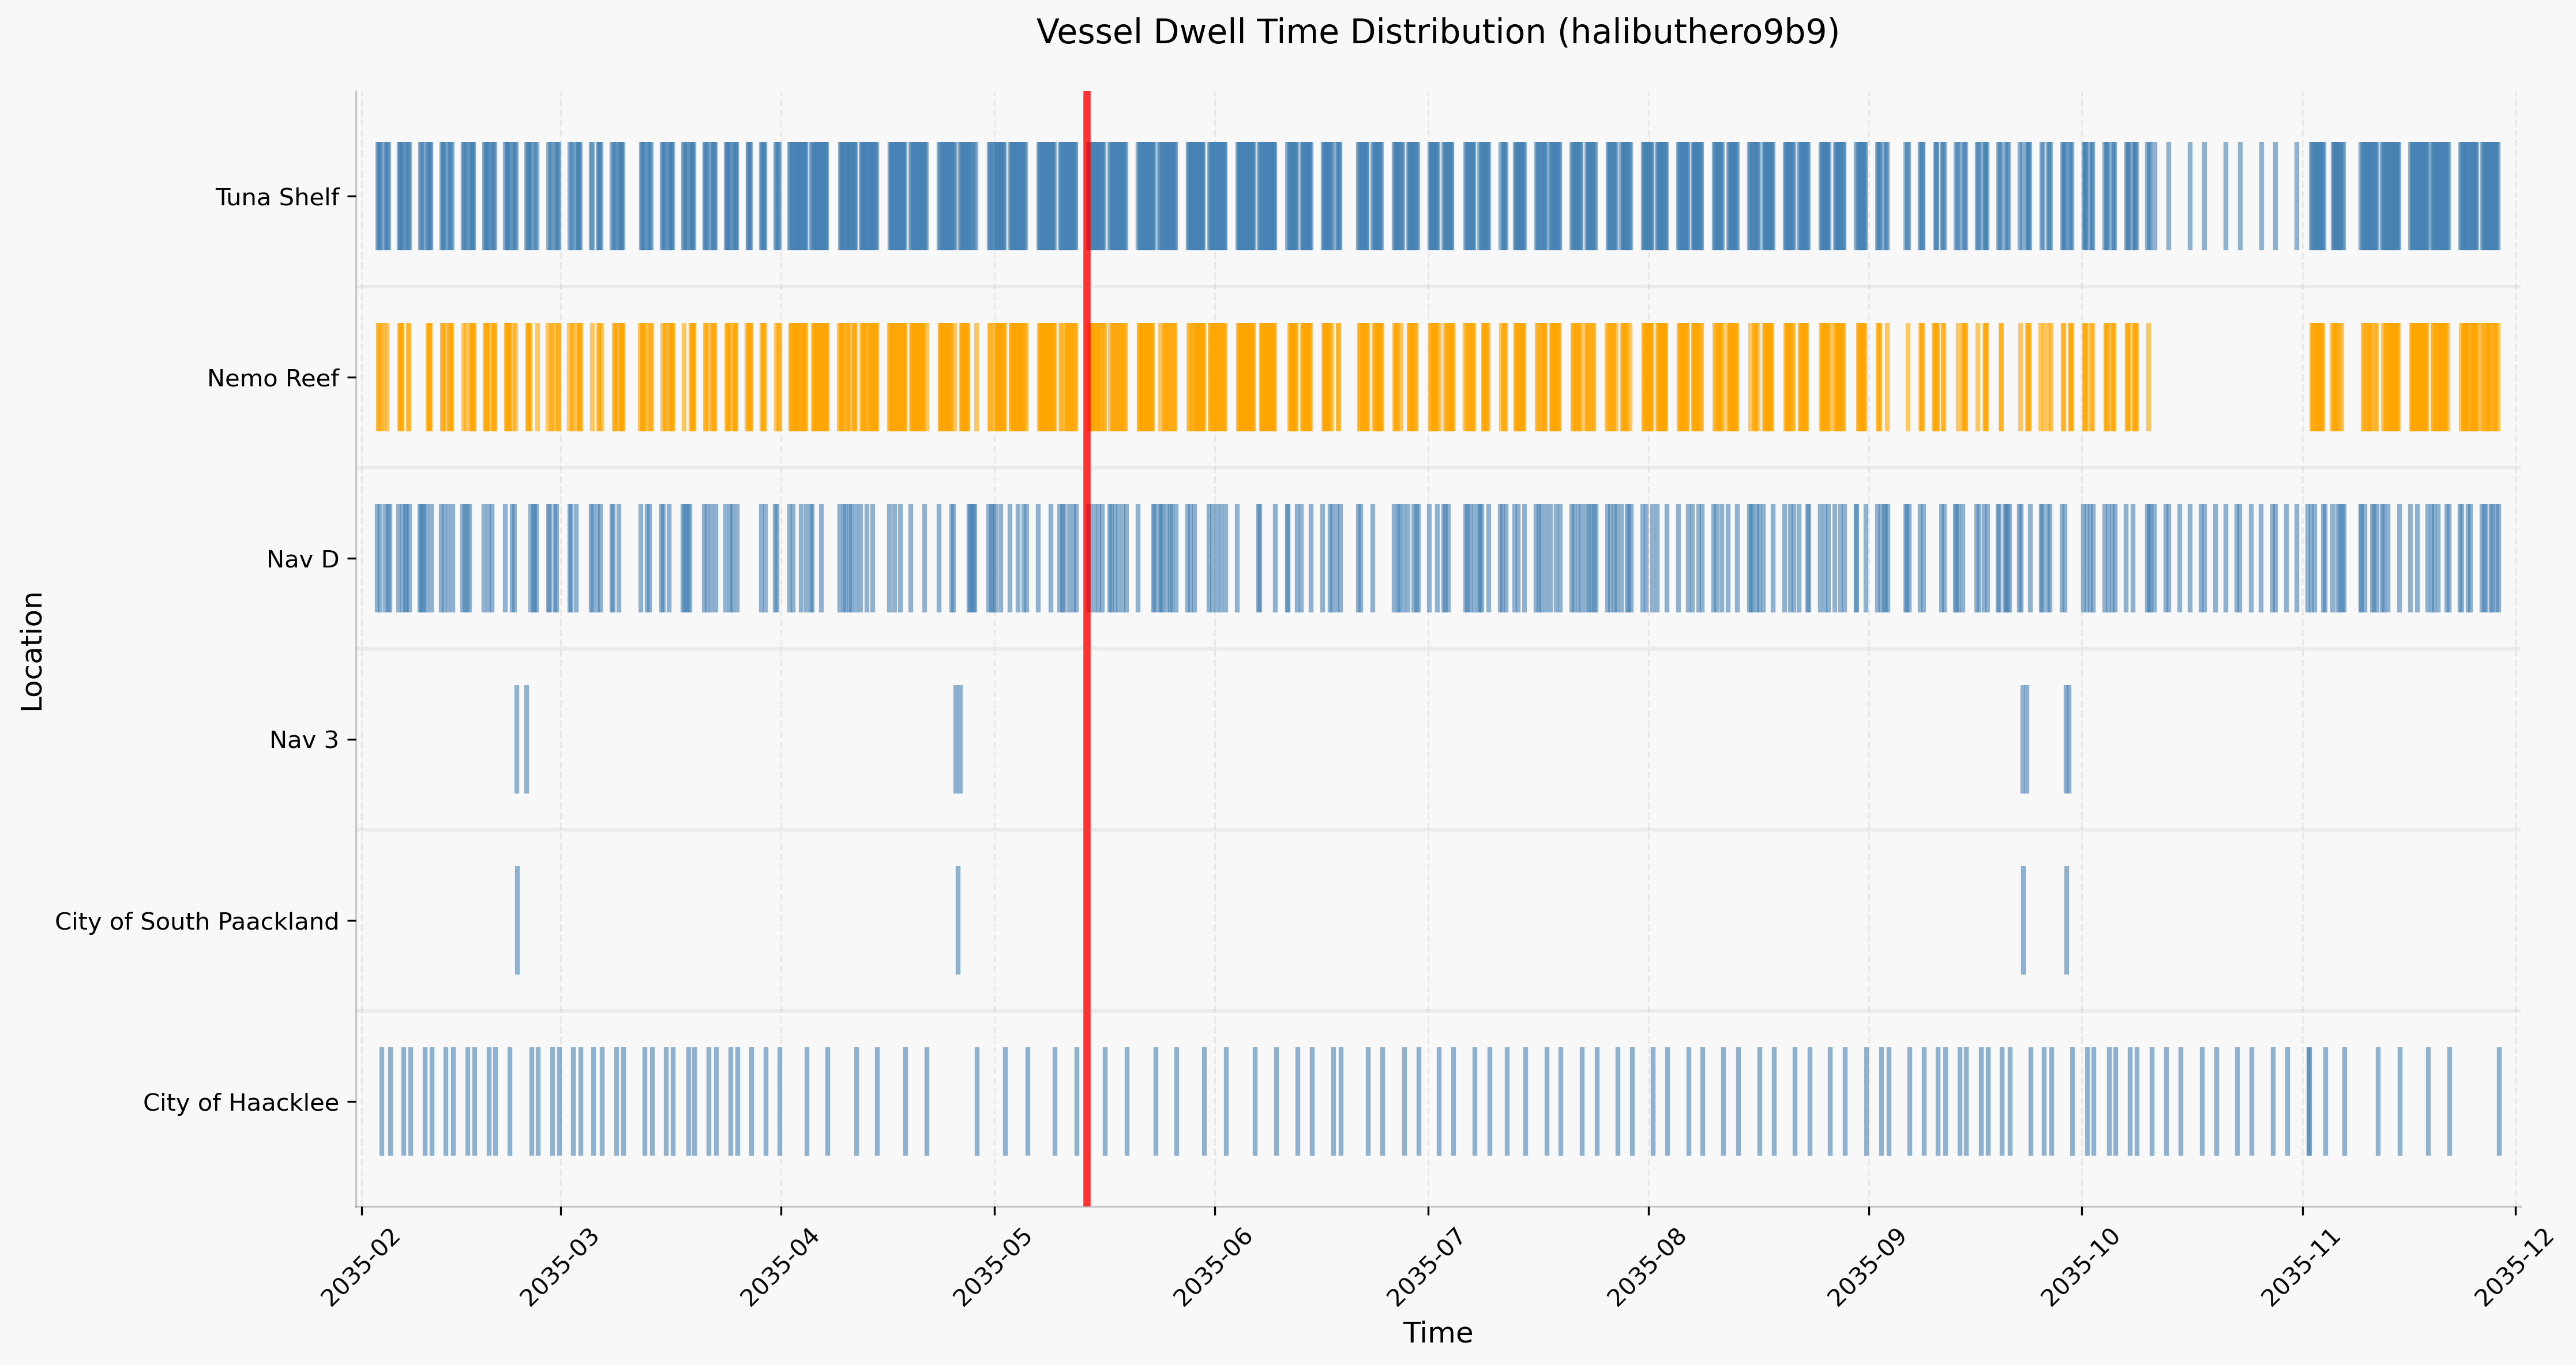 Vessel Dwell Time Distribution (halibuthero9b9)
Location
Tuna Shelf
Nemo Reef
Nav D
Nav 3
City of South Paackland
City of Haacklee
2035-02
2035-03
2035-04
2035-05
2035-06
2035-07
2035-08
2035-09
2035-10
2035-11
2035-12
Time